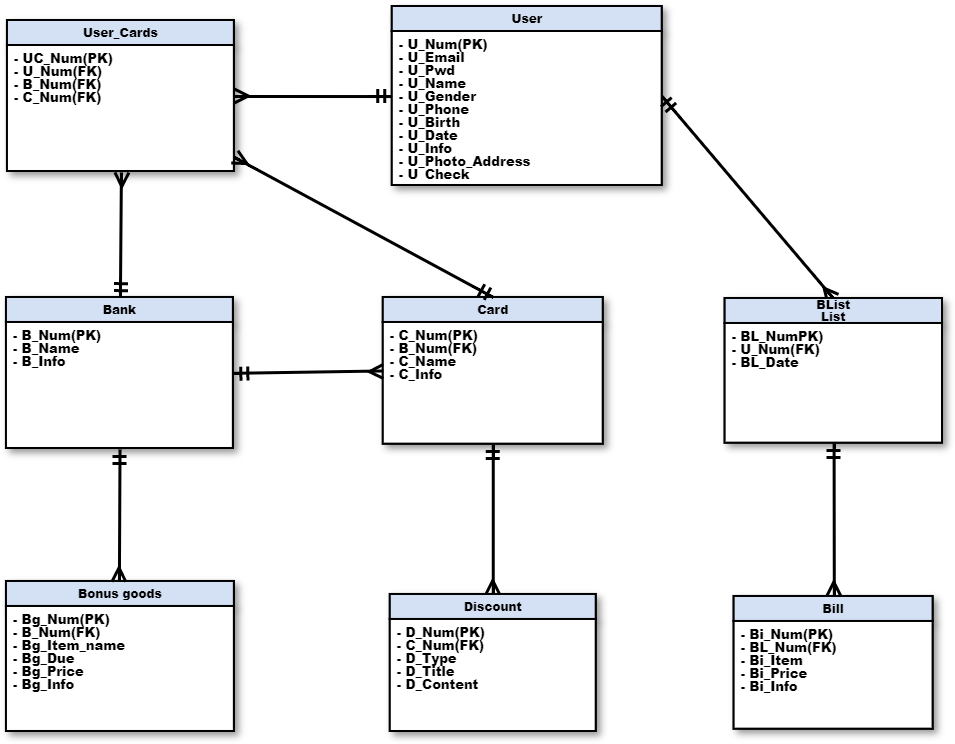 User_Cards
- UC_Num(PK)
- U_Num(FK)
- B_Num(FK)
- C_Num(FK)
User
- U_Num(PK)
- U_Email
- U_Pwd
- U_Name
- U_Gender
- U_Phone
- U_Birth
- U_Date
- U_Info
- U_Photo_Address
- U_Check
Bank
- B_Num(PK)
- B_Name
- B_Info
Card
- C_Num(PK)
- B_Num(FK)
- C_Name
- C_Info
BList
List
- BL_NumPK)
- U_Num(FK)
- BL_Date
Bonus goods
- Bg_Num(PK)
- B_Num(FK)
- Bg_Item_name
- Bg_Due
- Bg_Price
- Bg_Info
Discount
- D_Num(PK)
- C_Num(FK)
- D_Type
- D_Title
- D_Content
Bill
- Bi_Num(PK)
- BL_Num(FK)
- Bi_Item
- Bi_Price
- Bi_Info